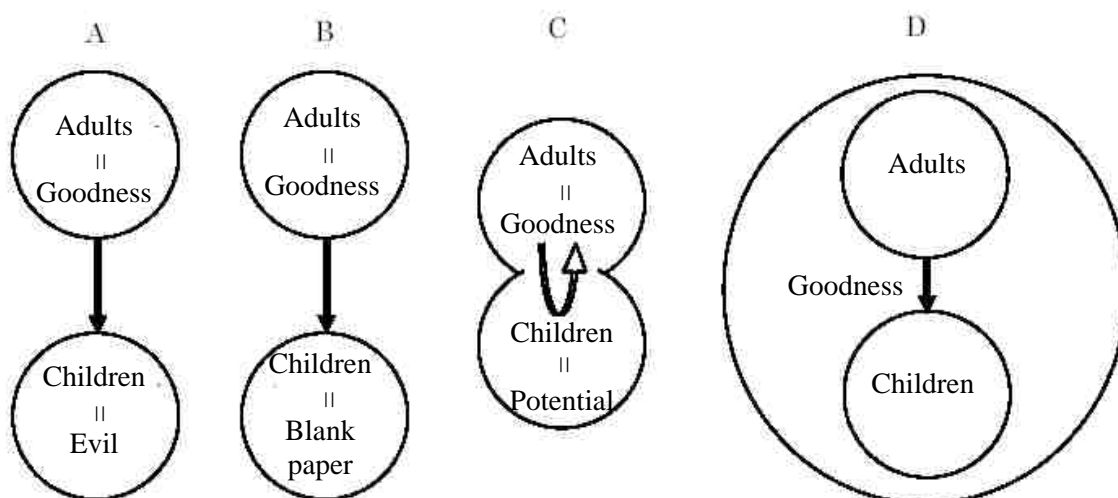 A
Adults
=
Goodness
Children
=
Evil
B
Adults
=
Goodness
Children
=
Blank
paper
C
Adults
=
Goodness
Children
=
Potential
D
Adults
Goodness
Children